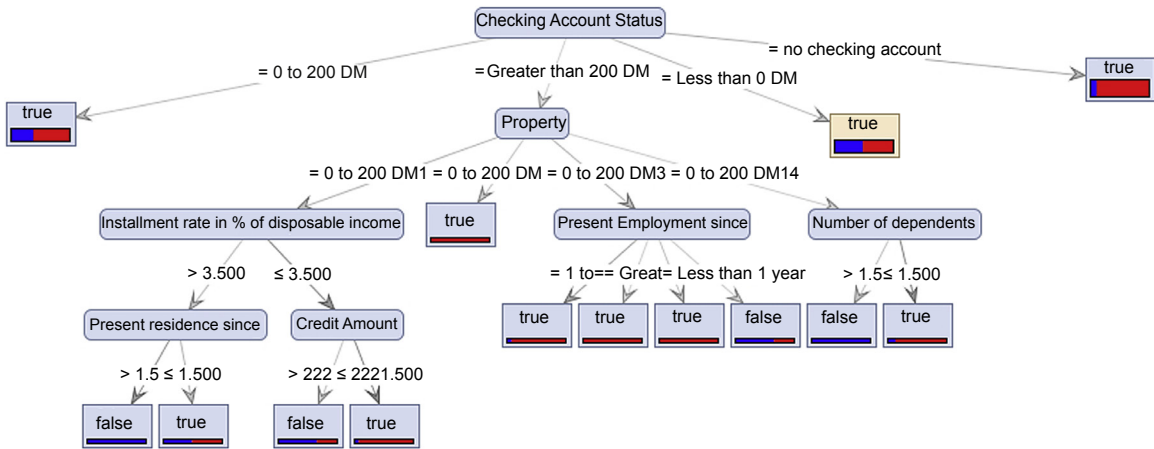 Checking Account Status
= no checking account
= 0 to 200 DM
=Greater than 200 DM
= Less than 0 DM
true
true
Property
true
= 0 to 200 DM1 = 0 to 200 DM = 0 to 200 DM3 = 0 to 200 DM14
Installment rate in % of disposable income
true
Present Employment since
Number of dependents
> 3.500
≤ 3.500
= 1 to== Great= Less than 1 year
> 1.5≤ 1.500
Present residence since
Credit Amount
true
true
true
false
false
true
> 1.5 ≤ 1.500
> 222 ≤ 2221.500
false
true
false
true